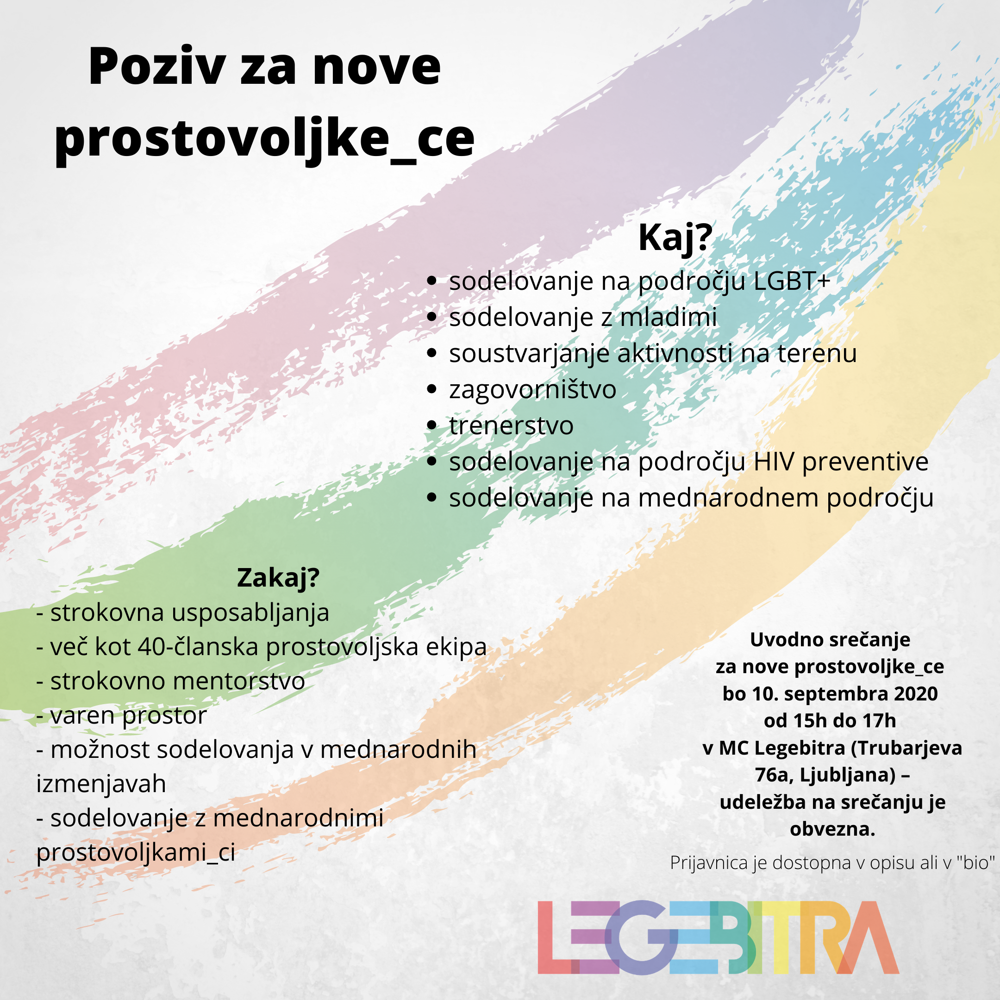 Poziv za nove
prostovoljke_ce
Kaj?
• sodelovanje na področju LGBT+
• sodelovanje z mladimi
• soustvarjanje aktivnosti na terenu
• zagovorništvo
• trenerstvo
• sodelovanje na področju HIV preventive
• sodelovanje na mednarodnem področju
Zakaj?
- strokovna usposabljanja
- več kot 40-članska prostovoljska ekipa
- strokovno mentorstvo
- varen prostor
- možnost sodelovanja v mednarodnih
izmenjavah
- sodelovanje z mednarodnimi
prostovoljkami_ci
Uvodno srečanje
za nove prostovoljke_ce
bo 10. septembra 2020
od 15h do 17h
v MC Legebitra (Trubarjeva
76a, Ljubljana) –
udeležba na srečanju je
obvezna.
Prijavnica je dostopna v opisu ali v "bio"
LEGEBITRA